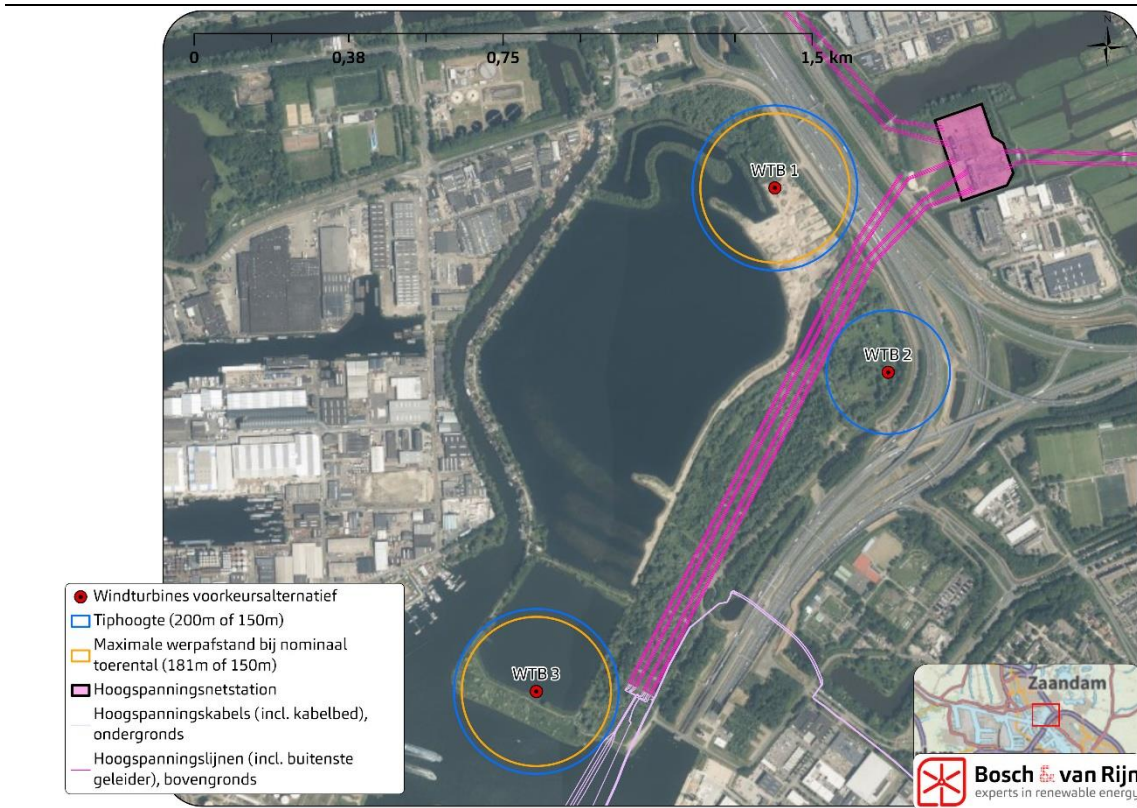 N
0 0,38 0,75 1,5 km
WTB 1
WTB 2
WTB 3
Windturbines voorkeursalternatief
Tiphoogte (200m of 150m)
Maximale werpafstand bij nominaal
toerental (181m of 150m)
Hoogspanningsnetstation
Hoogspanningskabels (incl. kabelbed),
ondergronds
Hoogspanningslijnen (incl. buitenste
geleider), bovengronds
Zaandam
Bosch & van Rijn
experts in renewable energy